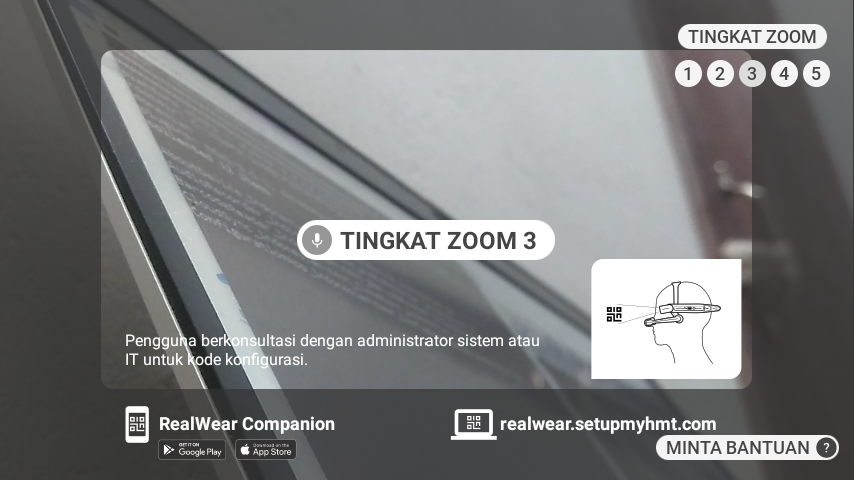 TINGKAT ZOOM
1 2 3 4 5
TINGKAT ZOOM 3
Pengguna berkonsultasi dengan administrator sistem atau
IT untuk kode konfigurasi.
RealWear Companion
GET IT ON
Google Play
Download on the
App Store
realwear.setupmyhmt.com
MINTA BANTUAN ?